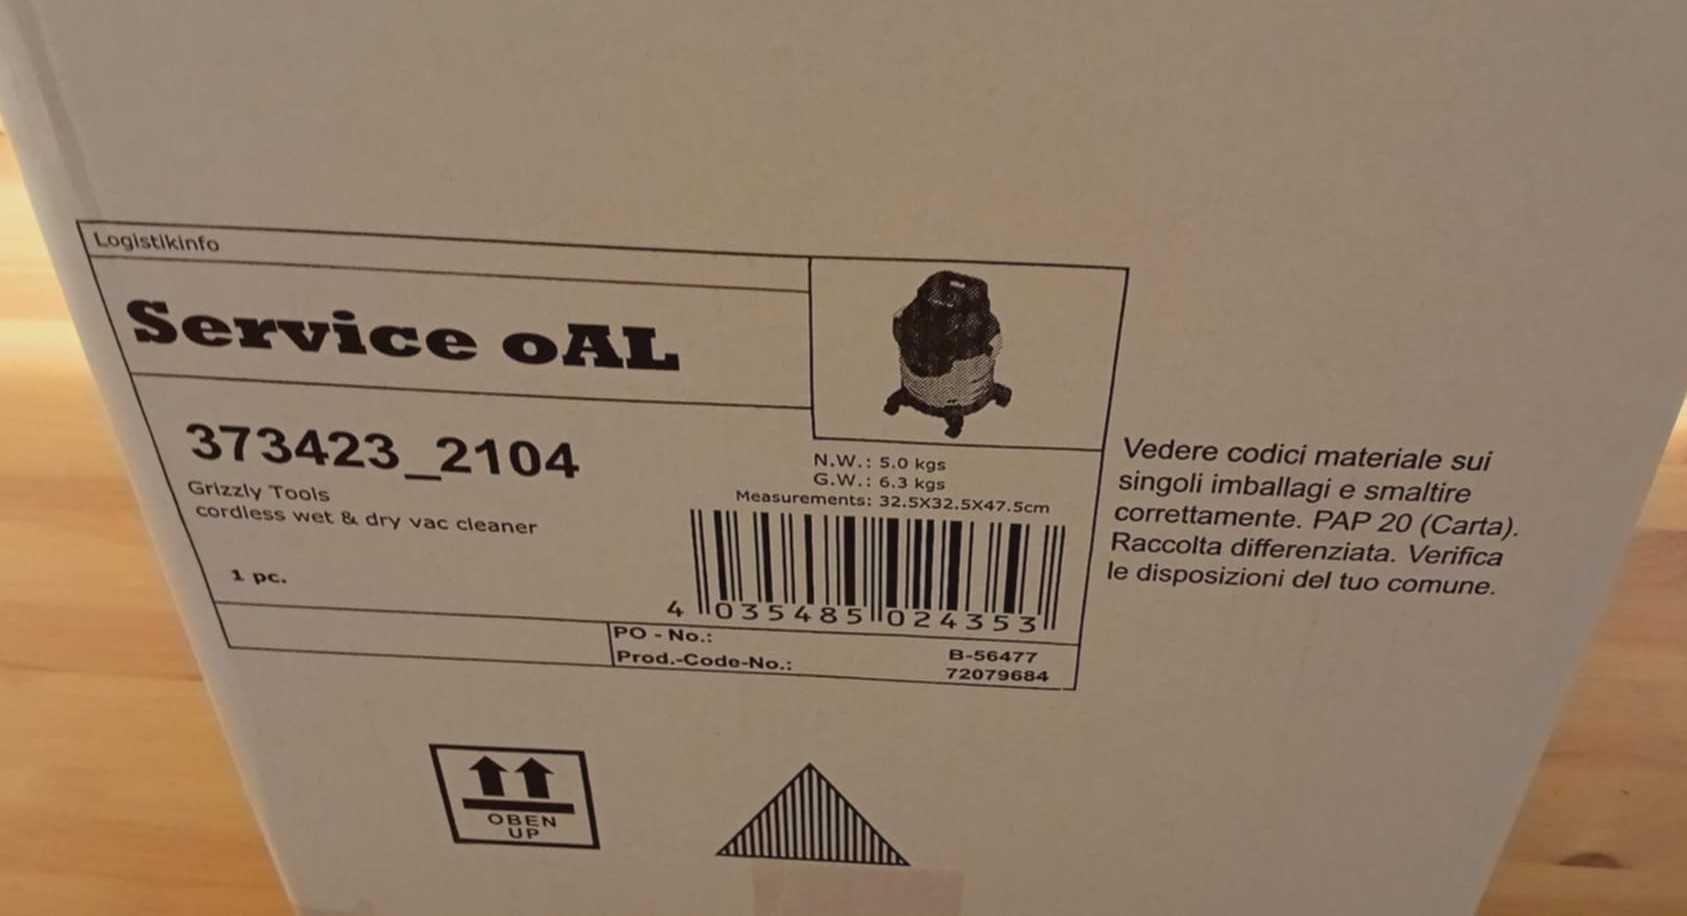 Logistikinfo
Service oAL
373423_2104
Grizzly Tools
cordless wet & dry vac cleaner
1 pc.
N.W.: 5.0 kgs
G.W.: 6.3 kgs
Measurements: 32.5X32.5X47.5cm
4 035485 024353
PO - No.: B-56477
Prod.-Code-No.: 72079684
Vedere codici materiale sui
singoli imballagi e smaltire
correttamente. PAP 20 (Carta).
Raccolta differenziata. Verifica
le disposizioni del tuo comune.
OBEN
UP